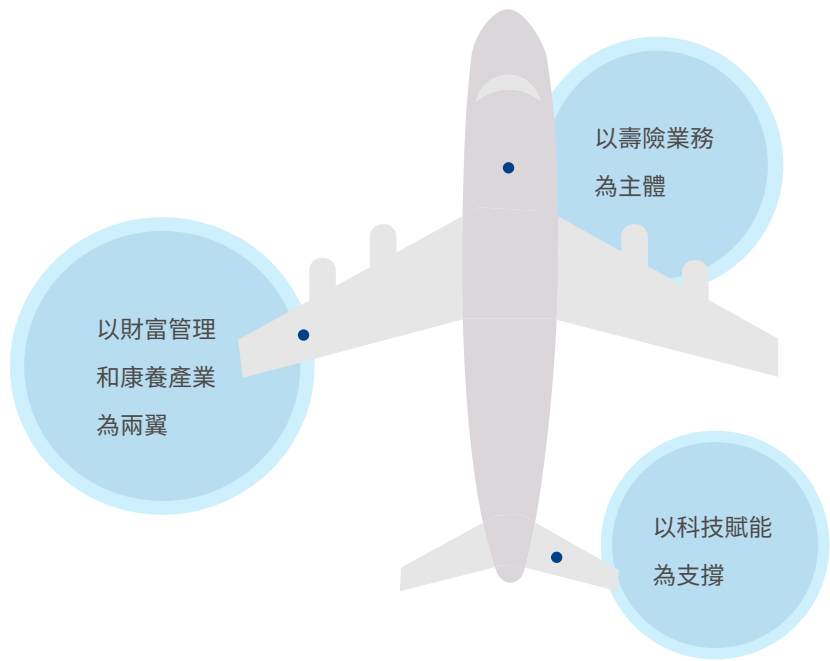 以壽險業務
為主體
以財富管理
和康養產業
為兩翼
以科技賦能
為支撐